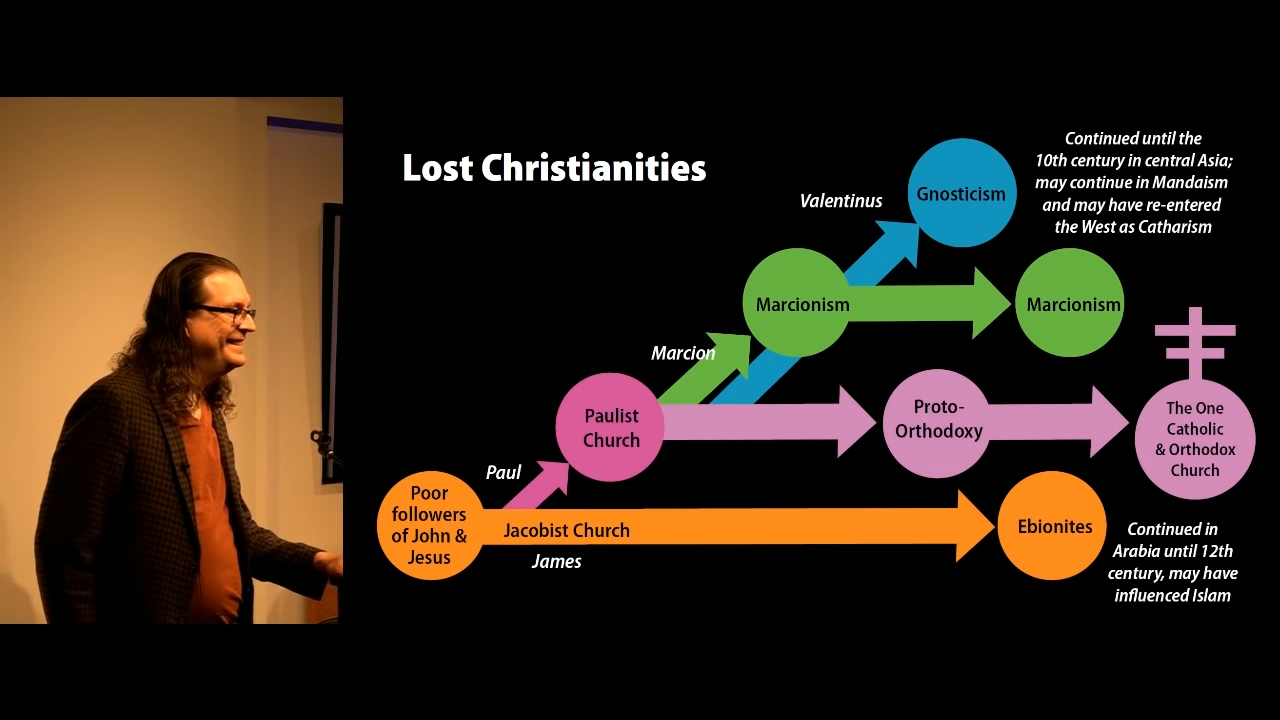 Lost Christianities
Continued until the
10th century in central Asia;
may continue in Mandaism
and may have re-entered
the West as Catharism
Valentinus
Gnosticism
Marcionism
Marcionism
Marcion
Paulist
Church
Proto-
Orthodoxy
The One
Catholic
& Orthodox
Church
Paul
Poor
followers
of John &
Jesus
Jacobist Church
James
Ebionites
Continued in
Arabia until 12th
century, may have
influenced Islam